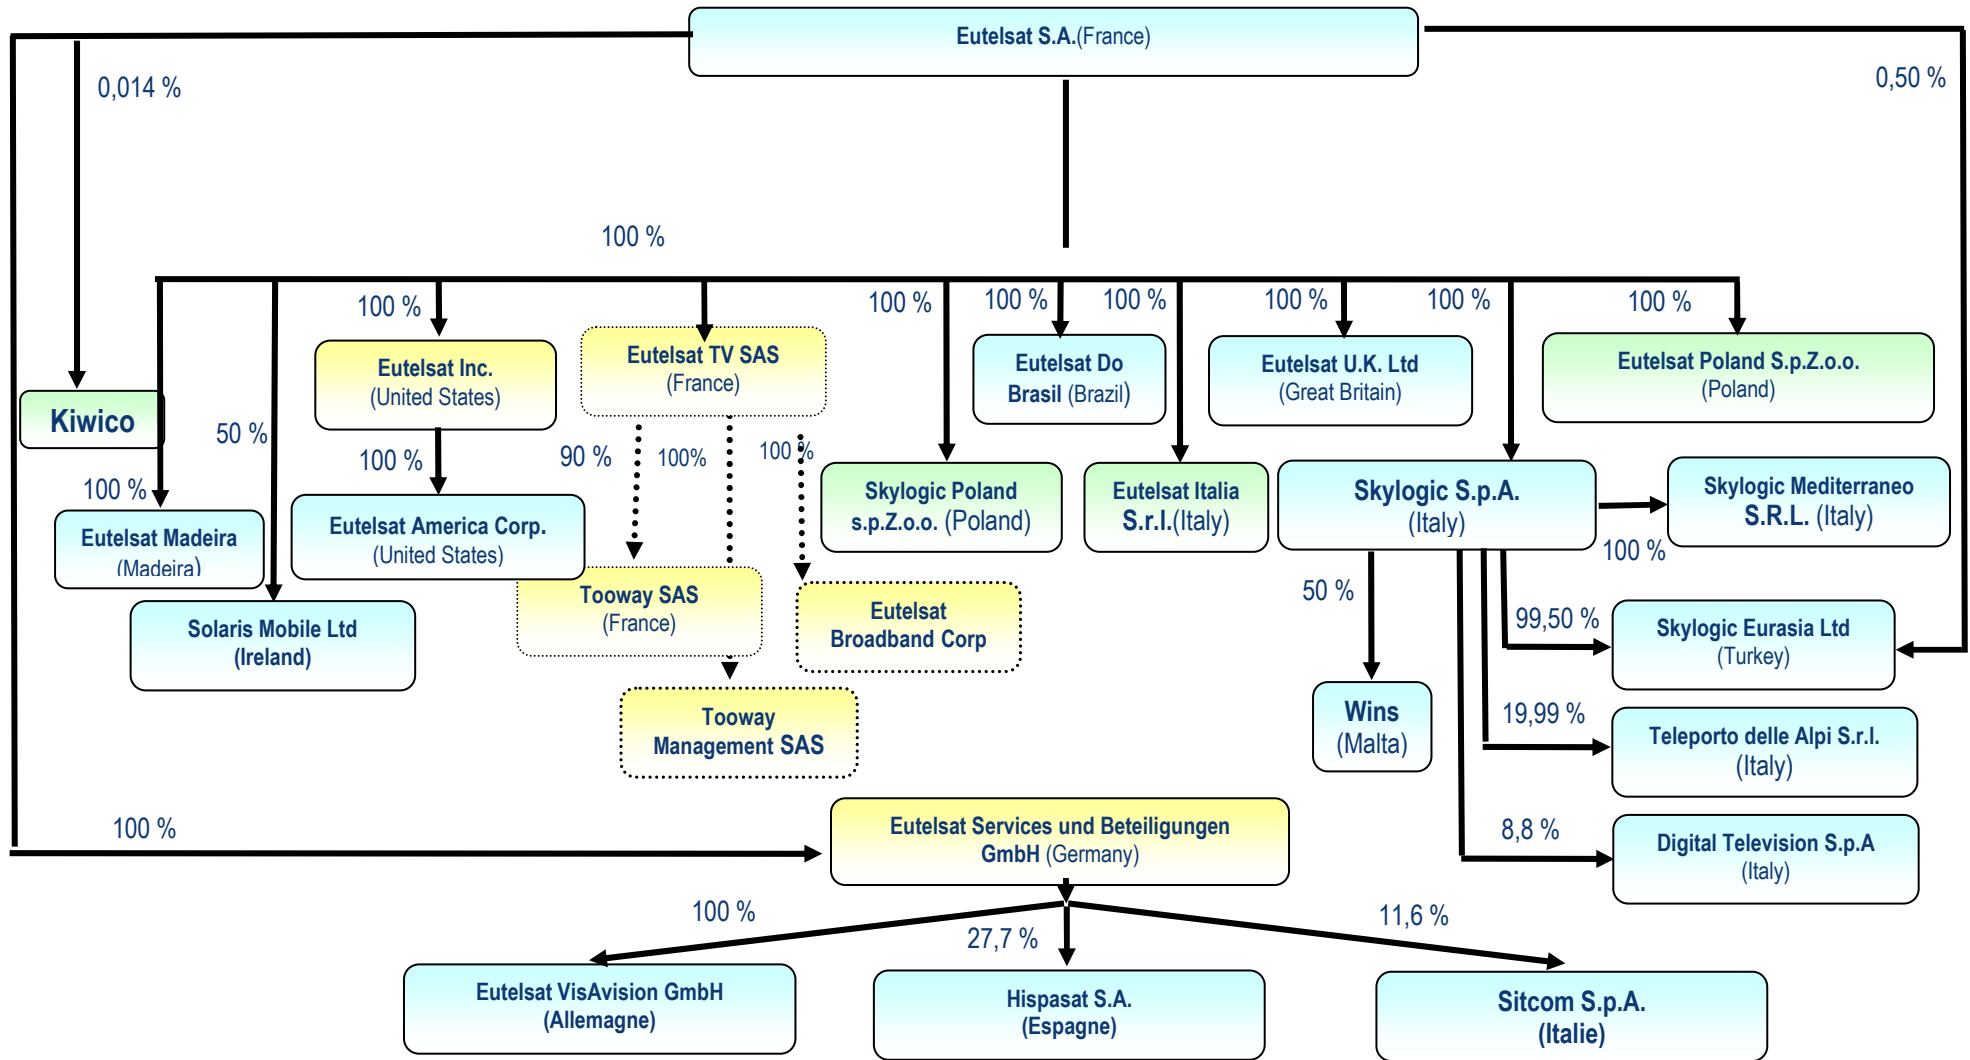 Eutelsat S.A.(France)
0,014 %
0,50 %
100 %
100 %
100 %
100 %
100 %
100 %
100 %
100 %
Eutelsat Inc.
(United States)
Eutelsat TV SAS
(France)
Eutelsat Do
Brasil (Brazil)
Eutelsat U.K. Ltd
(Great Britain)
Eutelsat Poland S.p.Z.o.o.
(Poland)
Kiwico
50 %
100 %
90 %
100%
100 %
100 %
Skylogic Poland
s.p.Z.o.o. (Poland)
Eutelsat Italia
S.r.l.(Italy)
Skylogic S.p.A.
(Italy)
Skylogic Mediterraneo
S.R.L. (Italy)
100 %
Eutelsat Madeira
(Madeira)
Eutelsat America Corp.
(United States)
Tooway SAS
(France)
Eutelsat
Broadband Corp
50 %
99,50 %
Skylogic Eurasia Ltd
(Turkey)
Solaris Mobile Ltd
(Ireland)
Tooway
Management SAS
Wins
(Malta)
19,99 %
Teleporto delle Alpi S.r.l.
(Italy)
100 %
Eutelsat Services und Beteiligungen
GmbH (Germany)
8,8 %
Digital Television S.p.A
(Italy)
100 %
27,7 %
11,6 %
Eutelsat VisAvision GmbH
(Allemagne)
Hispasat S.A.
(Espagne)
Sitcom S.p.A.
(Italie)